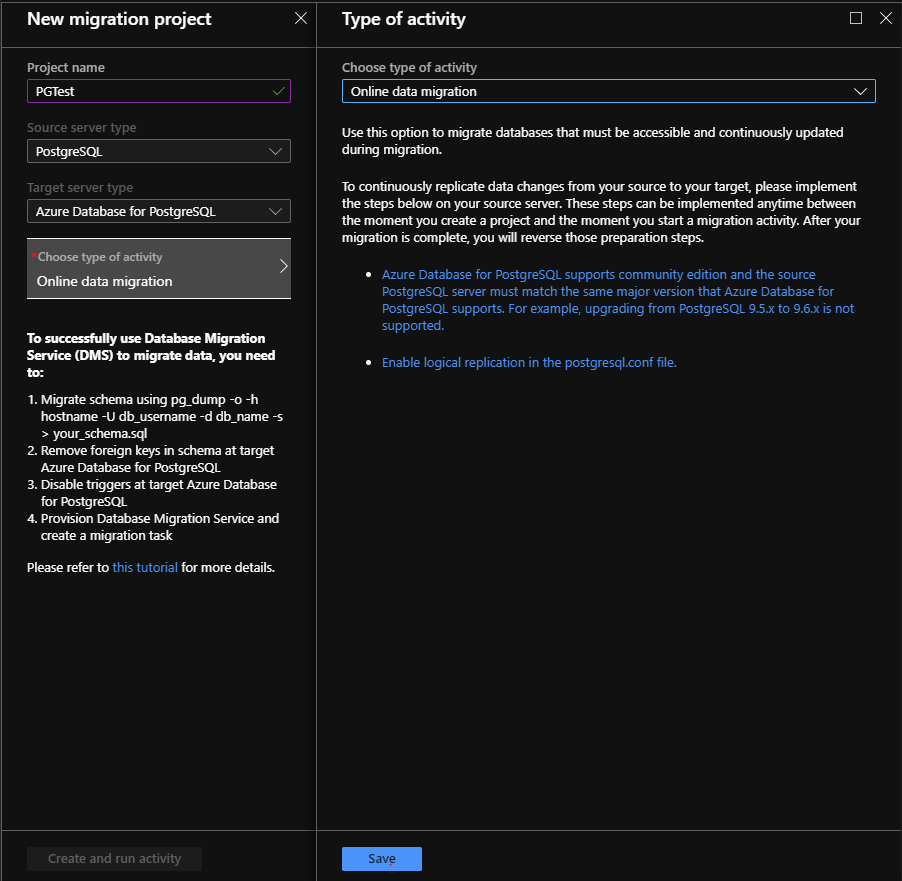 New migration project
Project name
PGTest
Source server type
PostgreSQL
Target server type
Azure Database for PostgreSQL
*Choose type of activity
Online data migration
To successfully use Database Migration
Service (DMS) to migrate data, you need
to:
1. Migrate schema using pg_dump -o -h
hostname -U db_username -d db_name -s
> your_schema.sql
2. Remove foreign keys in schema at target
Azure Database for PostgreSQL
3. Disable triggers at target Azure Database
for PostgreSQL
4. Provision Database Migration Service and
create a migration task
Please refer to this tutorial for more details.
Create and run activity
Type of activity
Choose type of activity
Online data migration
Use this option to migrate databases that must be accessible and continuously updated
during migration.
To continuously replicate data changes from your source to your target, please implement
the steps below on your source server. These steps can be implemented anytime between
the moment you create a project and the moment you start a migration activity. After your
migration is complete, you will reverse those preparation steps.
• Azure Database for PostgreSQL supports community edition and the source
PostgreSQL server must match the same major version that Azure Database for
PostgreSQL supports. For example, upgrading from PostgreSQL 9.5.x to 9.6.x is not
supported.
• Enable logical replication in the postgresql.conf file.
Save